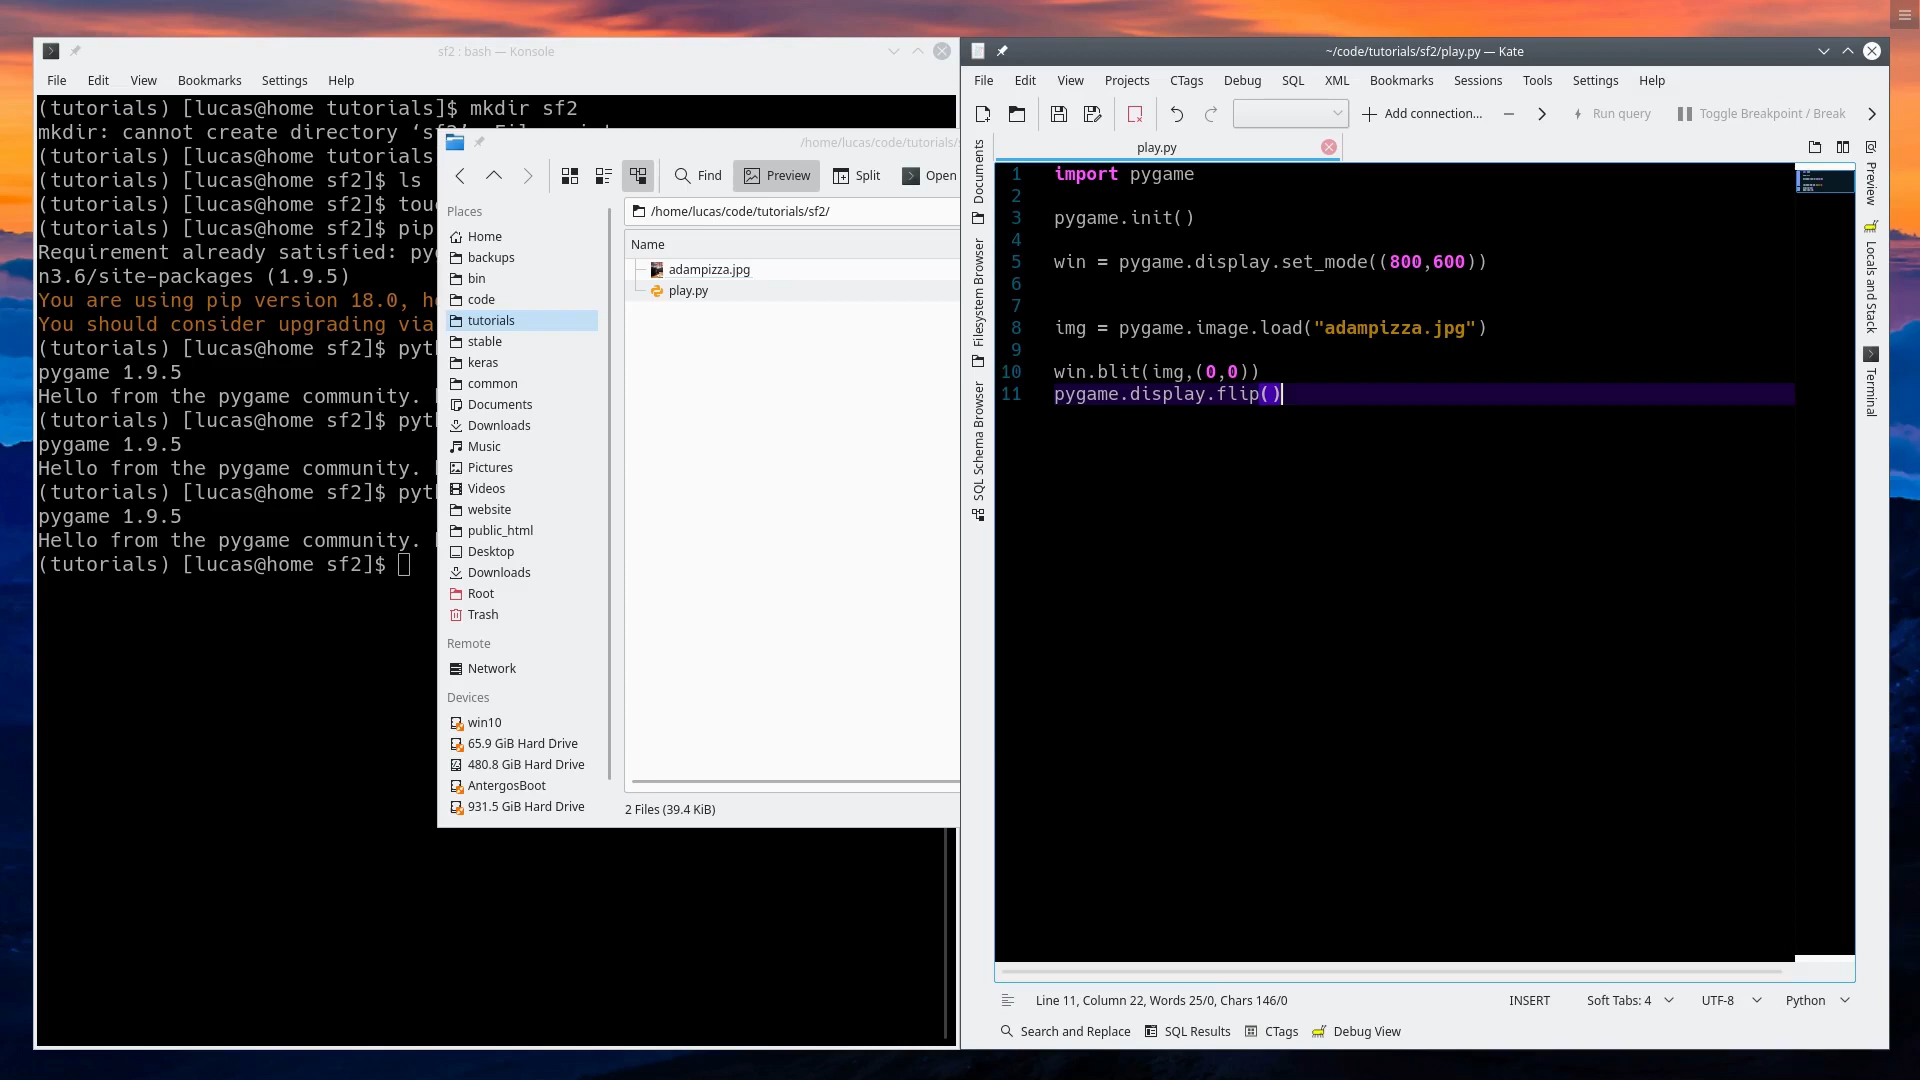 sf2 : bash — Konsole
File Edit View Bookmarks Settings Help
(tutorials) [lucas@home tutorials]$ mkdir sf2
mkdir: cannot create directory
(tutorials) [lucas@home tutorials
(tutorials) [lucas@home sf2]$ ls
(tutorials) [lucas@home sf2]$ tou
(tutorials) [lucas@home sf2]$ pip
Requirement already satisfied: pyg
n3.6/site-packages (1.9.5)
You are using pip version 18.0, h
You should consider upgrading via
(tutorials) [lucas@home sf2]$ pyt
pygame 1.9.5
Hello from the pygame community.
(tutorials) [lucas@home sf2]$ pyt
pygame 1.9.5
Hello from the pygame community.
(tutorials) [lucas@home sf2]$ pyt
pygame 1.9.5
Hello from the pygame community.
(tutorials) [lucas@home sf2]$
/home/lucas/code/tutorials/s
Find Preview Split Open
Places
Home
backups
bin
code
tutorials
stable
keras
common
Documents
Downloads
Music
Pictures
Videos
website
public_html
Desktop
Downloads
Root
Trash
Remote
Network
Devices
win10
65.9 GiB Hard Drive
480.8 GiB Hard Drive
AntergosBoot
931.5 GiB Hard Drive
/home/lucas/code/tutorials/sf2/
Name
adampizza.jpg
play.py
2 Files (39.4 KiB)
~/code/tutorials/sf2/play.py — Kate
File Edit View Projects CTags Debug SQL XML Bookmarks Sessions Tools Settings Help
Add connection... Run query Toggle Breakpoint / Break
Documents
Filesystem Browser
SQL Schema Browser
play.py
1 import pygame
2
3 pygame.init()
4
5 win = pygame.display.set_mode((800,600))
6
7
8 img = pygame.image.load("adampizza.jpg")
9
10 win.blit(img,(0,0))
11 pygame.display.flip()
Preview
Locals and Stack
Terminal
Line 11, Column 22, Words 25/0, Chars 146/0 INSERT Soft Tabs: 4 UTF-8 Python
Search and Replace SQL Results CTags Debug View